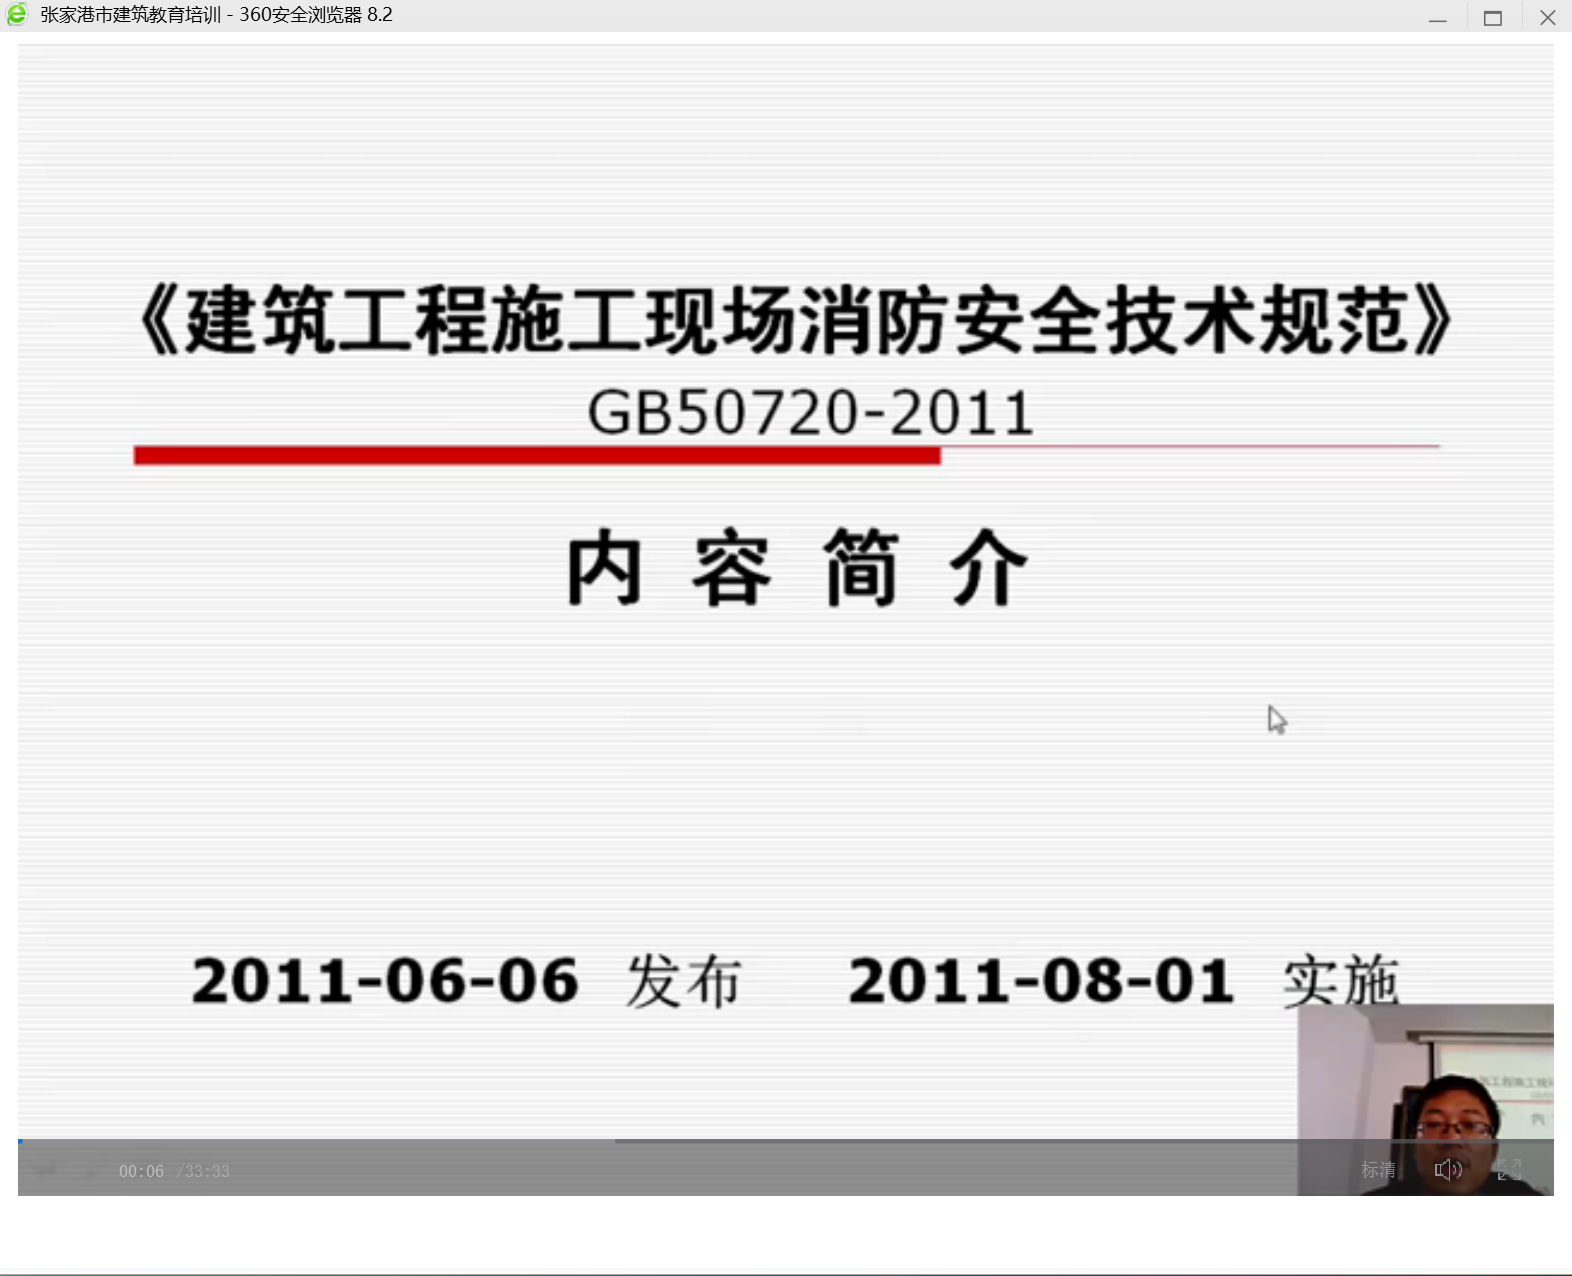 张家港市建筑教育培训 - 360安全浏览器 8.2
《建筑工程施工现场消防安全技术规范》
GB50720-2011
内 容 简 介
2011-06-06 发布 2011-08-01 实施
00:06 /33:33 标清